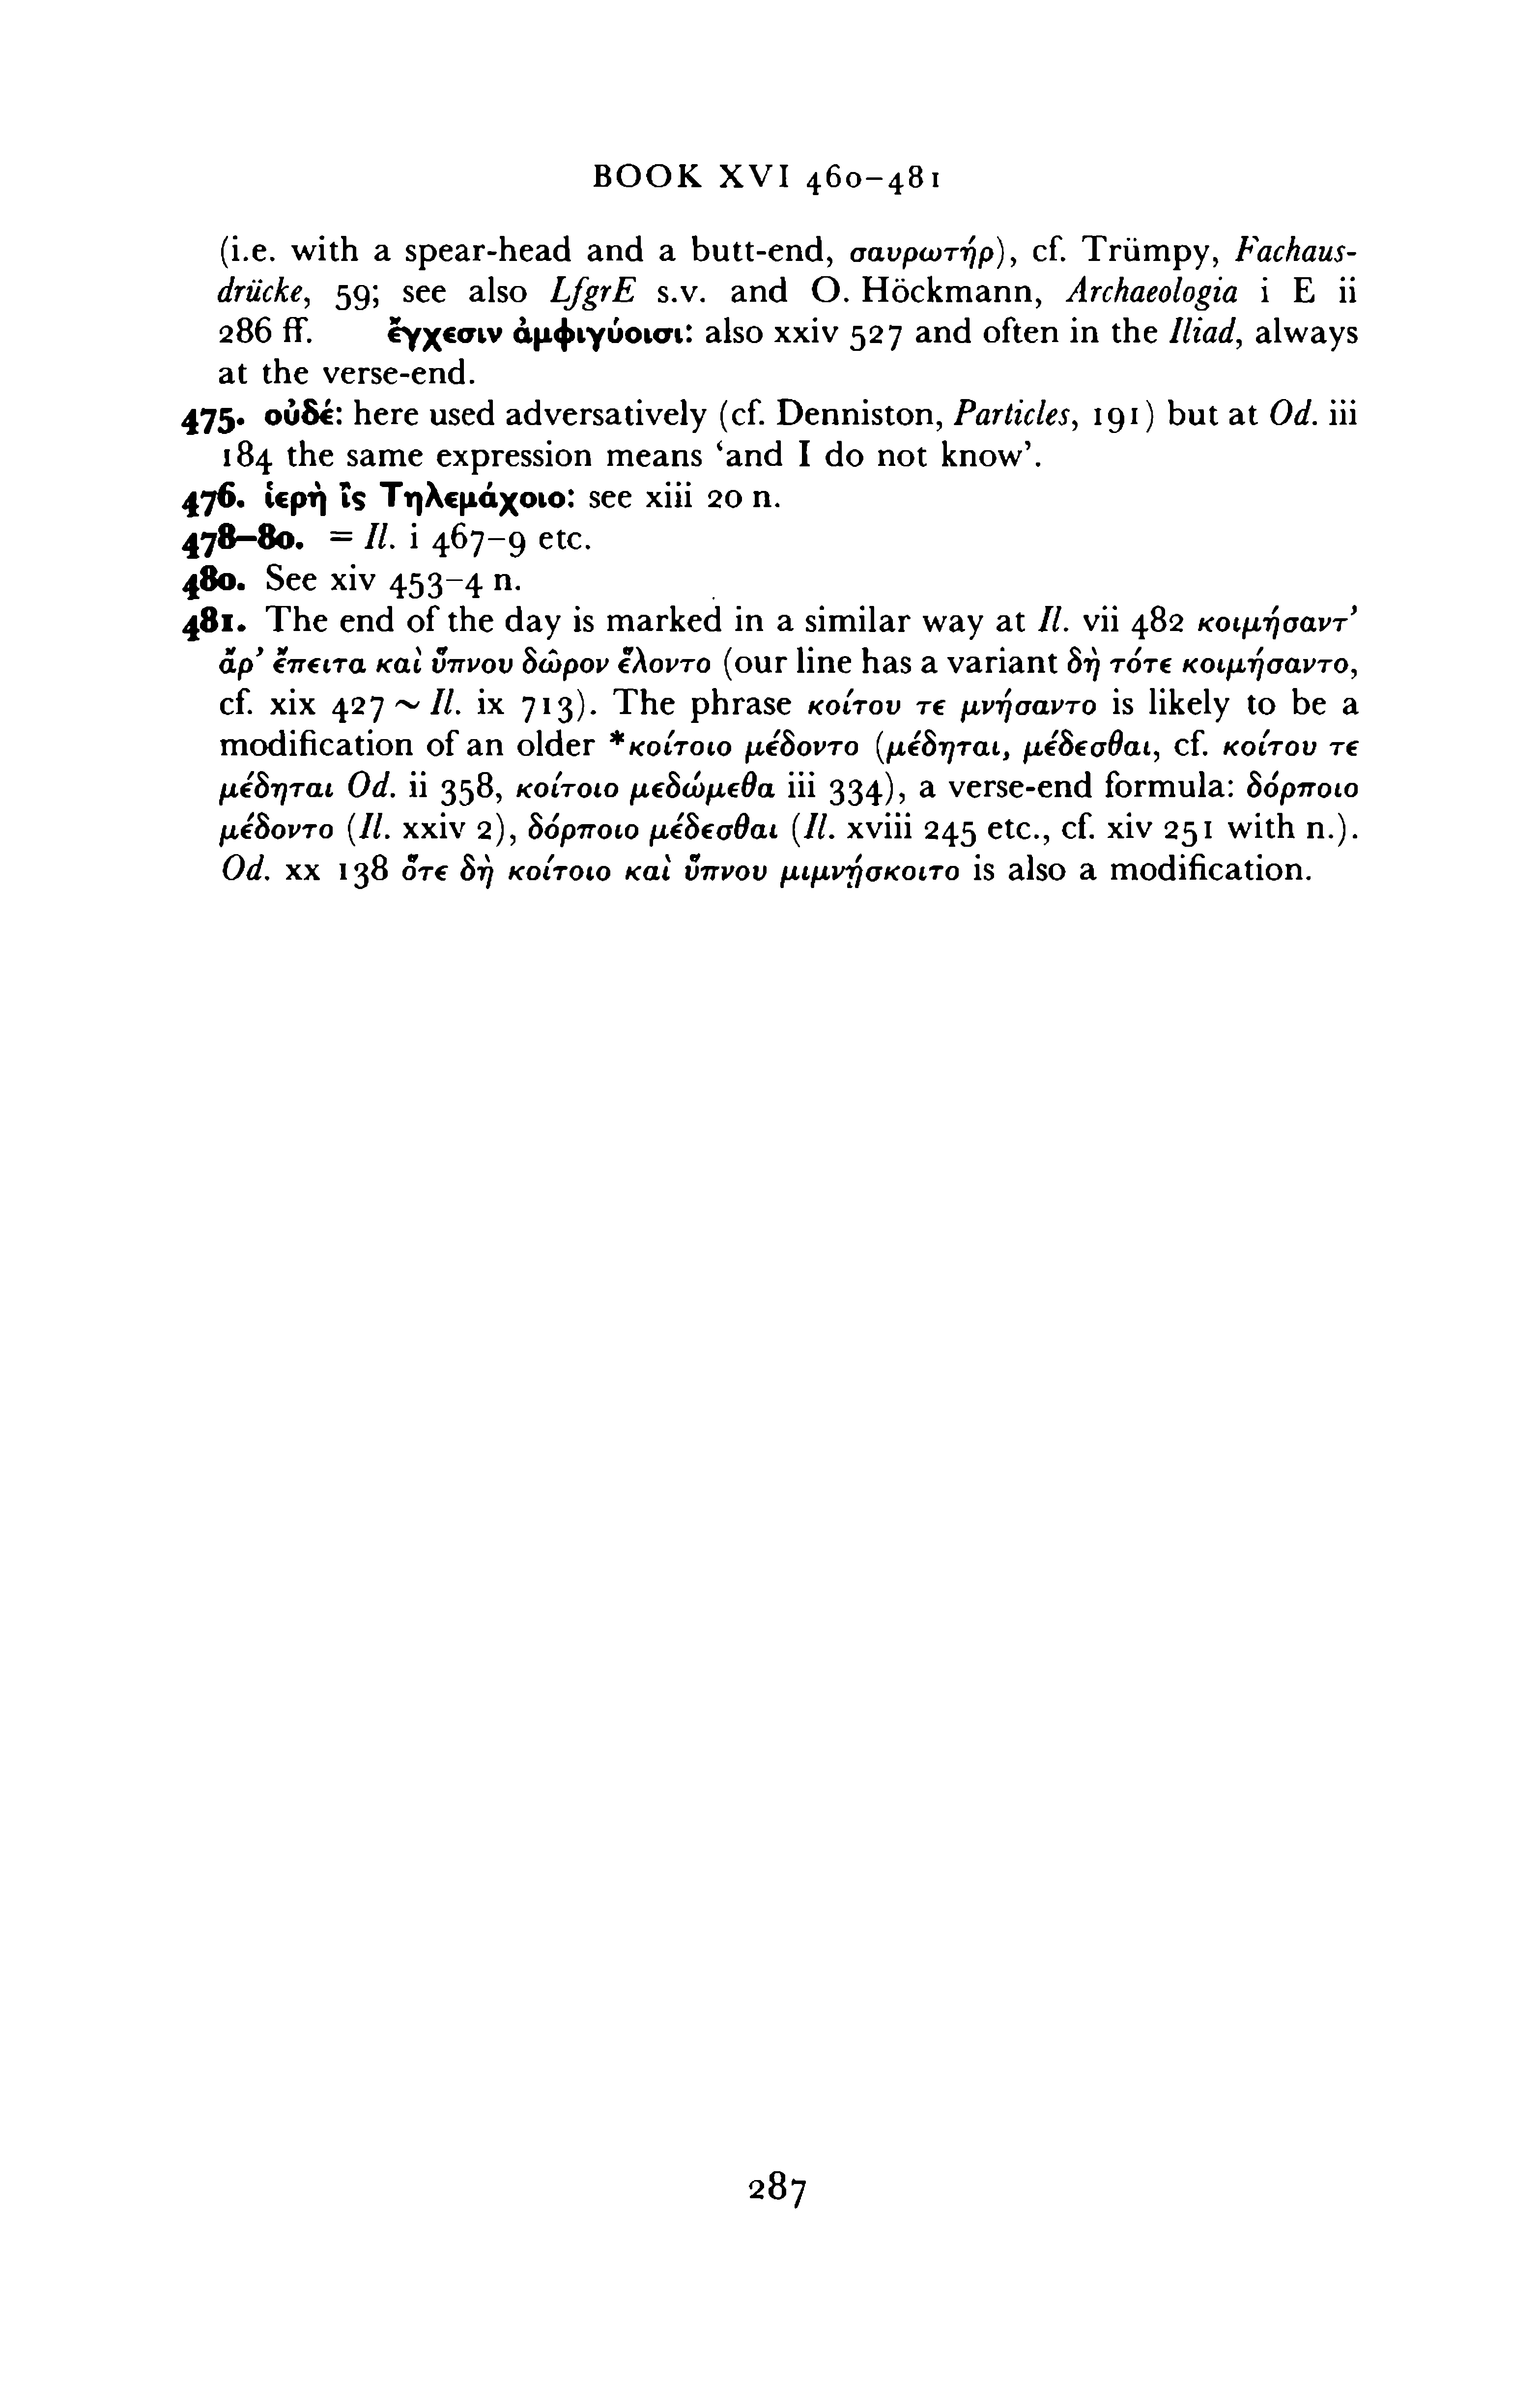 BOOK XVI 460–481
(i.e. with a spear-head and a butt-end, σαυρωτήρ), cf. Trümpy, Fachaus-
drücke, 59; see also LfgrE s.v. and O. Höckmann, Archaeologia i E ii
286 ff. ἔγχεσιν ἀμφιγύοισι: also xxiv 527 and often in the Iliad, always
at the verse-end.
475. οὐδέ: here used adversatively (cf. Denniston, Particles, 191) but at Od. iii
184 the same expression means ‘and I do not know’.
476. ἱερὴ ἲς Τηλεμάχοιο: see xiii 20 n.
478–80. = Il. i 467–9 etc.
480. See xiv 453–4 n.
481. The end of the day is marked in a similar way at Il. vii 482 κοιμήσαντ’
ἄρ’ ἔπειτα καὶ ὕπνου δῶρον ἕλοντο (our line has a variant δὴ τότε κοιμήσαντο,
cf. xix 427 ~ Il. ix 713). The phrase κοίτου τε μνήσαντο is likely to be a
modification of an older *κοίτοιο μέδοντο (μέδηται, μέδεσθαι, cf. κοίτου τε
μέδηται Od. ii 358, κοίτοιο μεδώμεθα iii 334), a verse-end formula: δόρποιο
μέδοντο (Il. xxiv 2), δόρποιο μέδεσθαι (Il. xviii 245 etc., cf. xiv 251 with n.).
Od. xx 138 ὅτε δὴ κοίτοιο καὶ ὕπνου μιμνῄσκοιτο is also a modification.
287